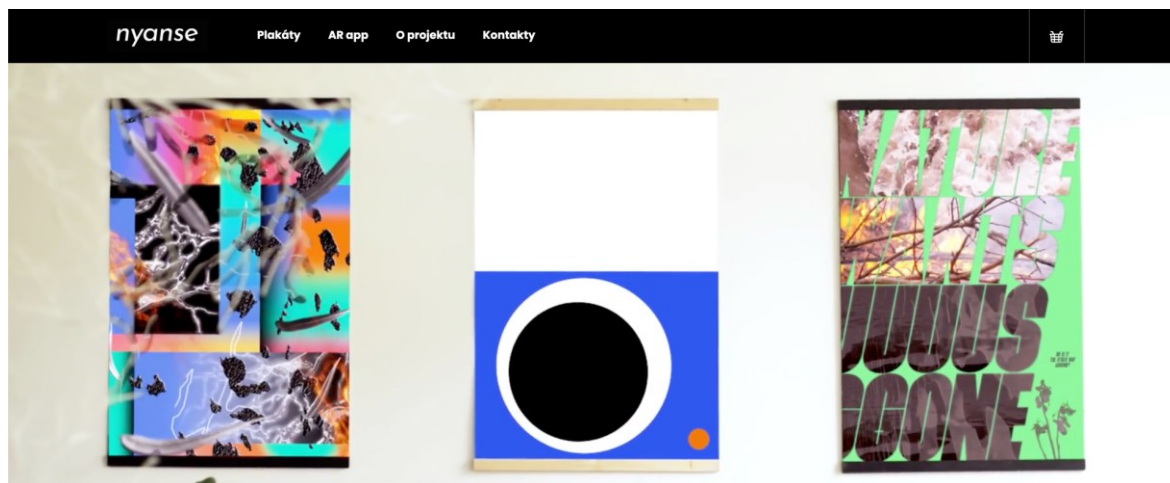 nyanse
Plakáty
AR app
O projektu
Kontakty
NATURE
WANTS
US
GONE